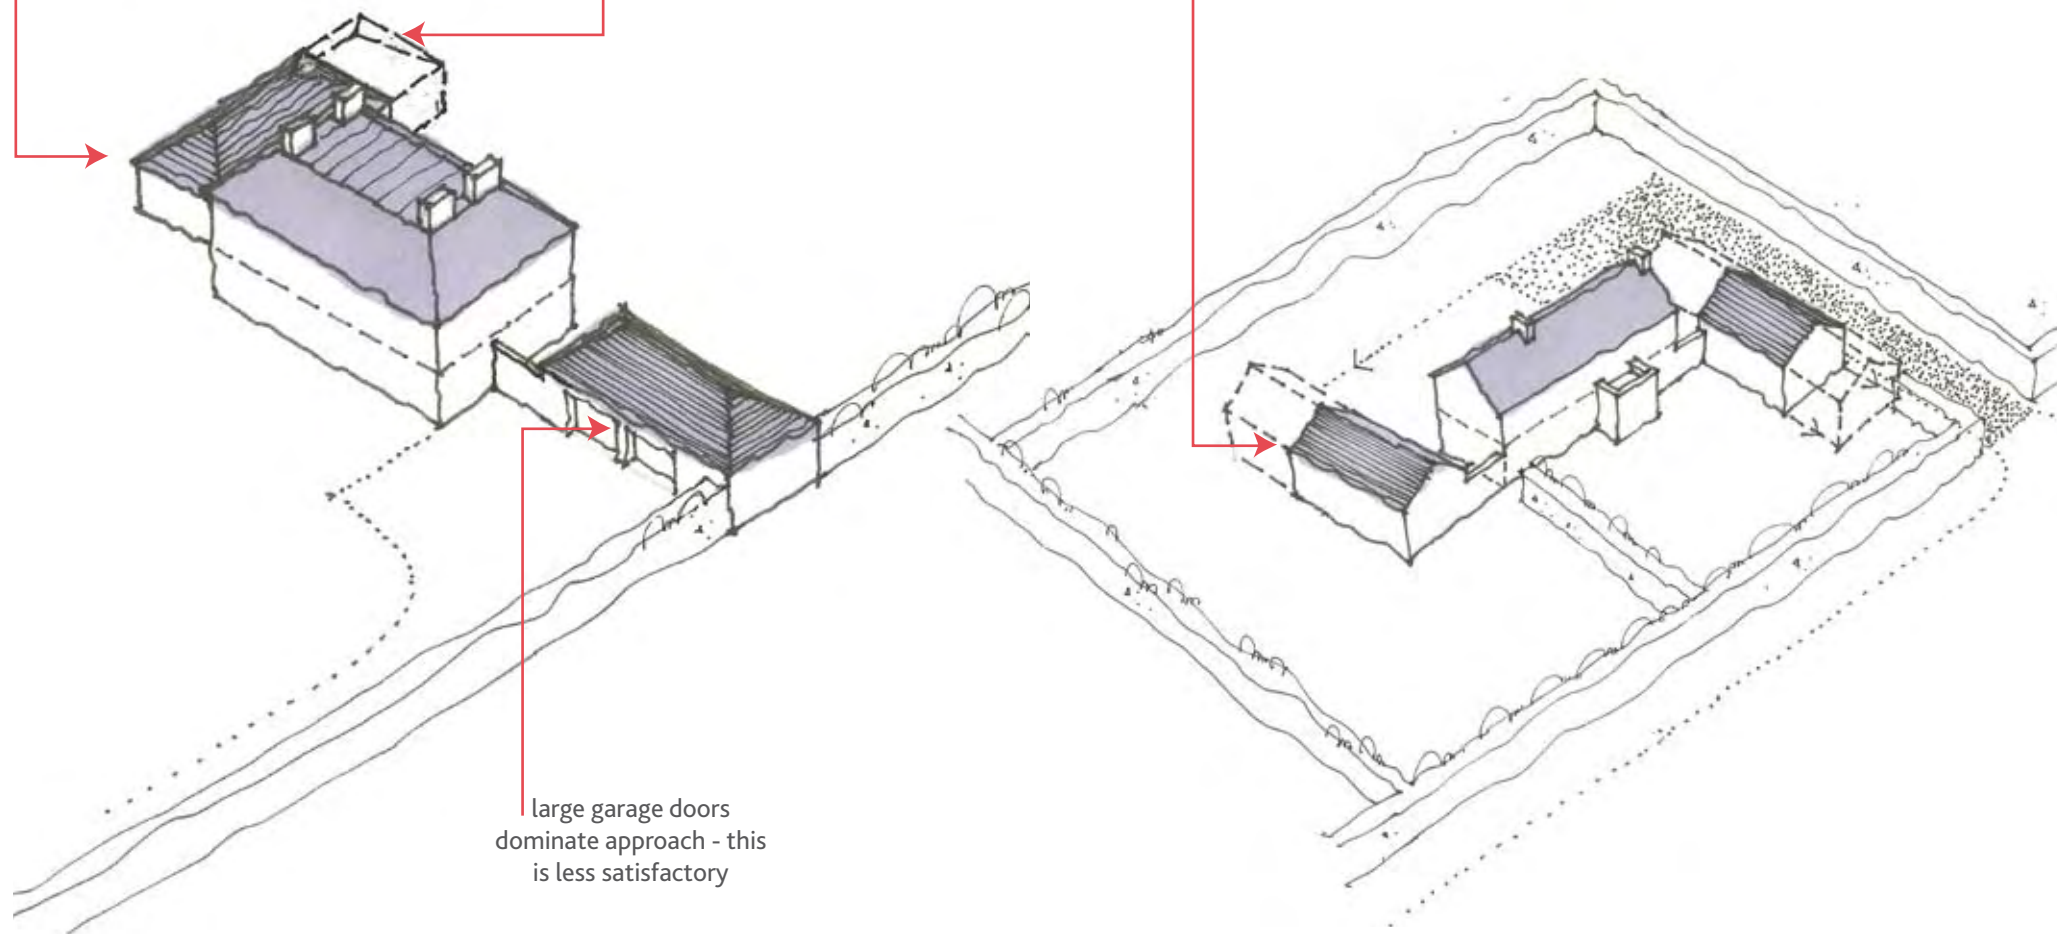 large garage doors
dominate approach - this
is less satisfactory